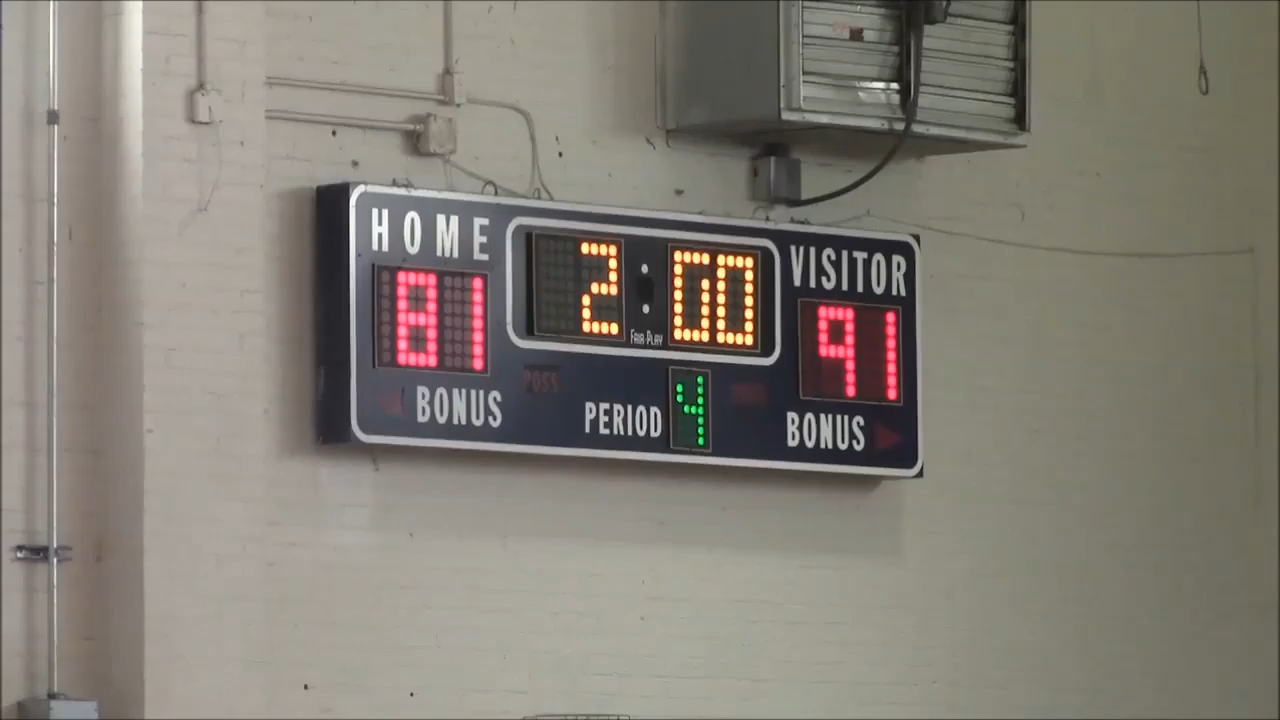 HOME
2:00
VISITOR
81
FAIR-PLAY
91
POSS
BONUS
PERIOD 4
BONUS